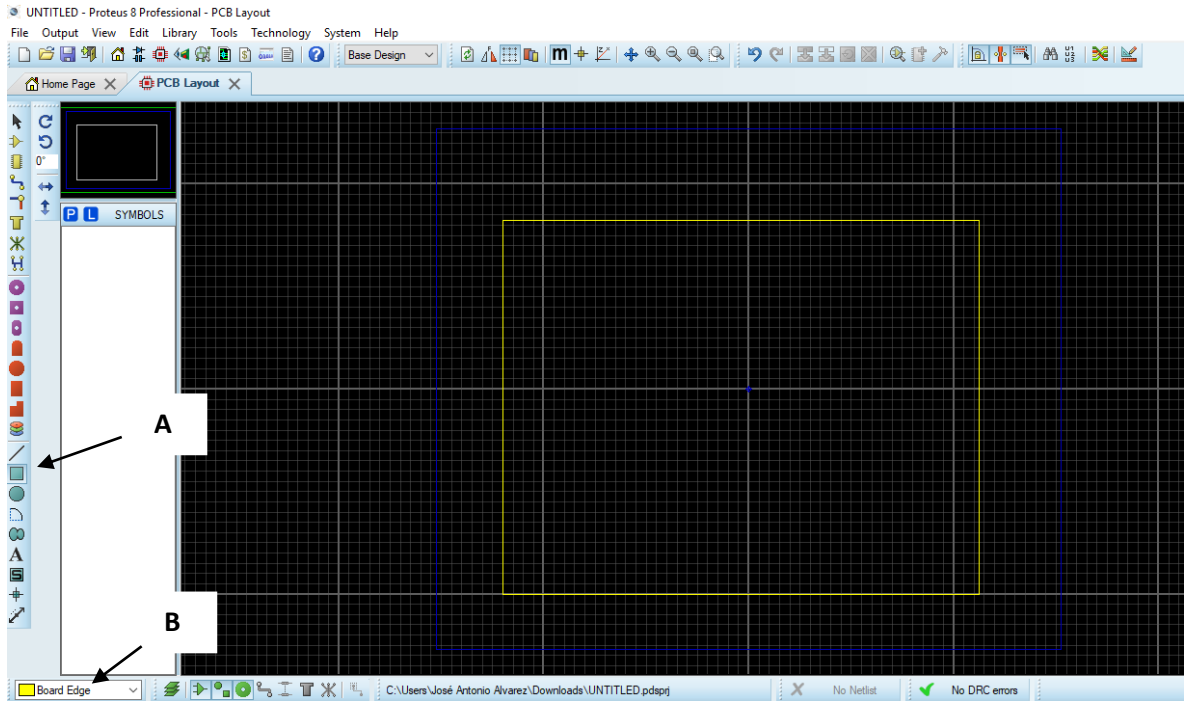 UNTITLED - Proteus 8 Professional - PCB Layout
File Output View Edit Library Tools Technology System Help
Base Design
Home Page PCB Layout
0°
P L SYMBOLS
A
B
Board Edge C:\Users\José Antonio Alvarez\Downloads\UNTITLED.pdsprj No Netlist No DRC errors